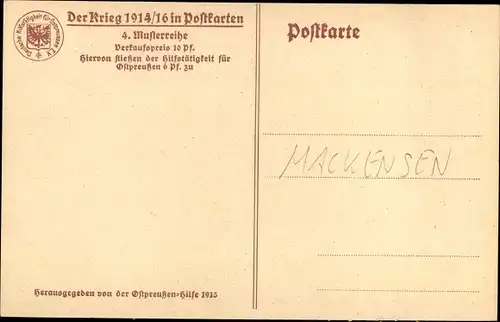 Der Krieg 1914/16 in Postkarten
4. Musterreihe
Verkaufspreis 10 Pf.
Hiervon fließen der Hilfstätigkeit für
Ostpreußen 6 Pf. zu
Herausgegeben von der Ostpreußen-Hilfe 1915
Postkarte
MACKENSEN